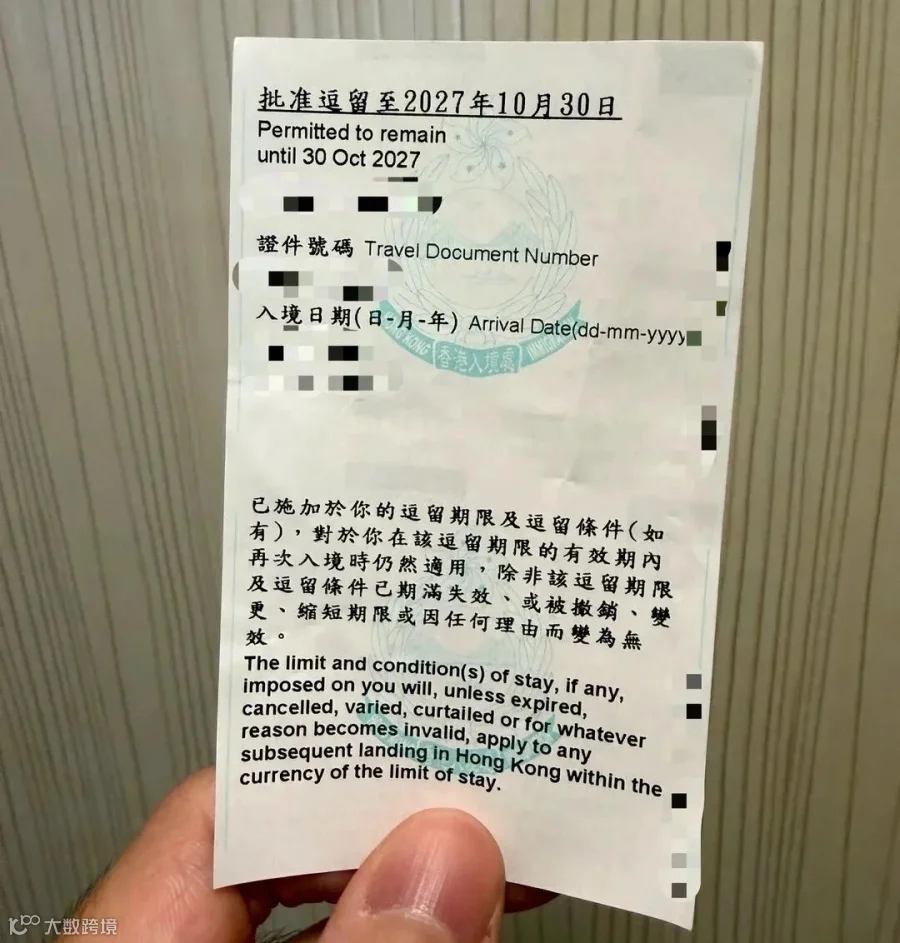 批准逗留至2027年10月30日
Permitted to remain
until 30 Oct 2027
證件號碼 Travel Document Number
入境日期(日-月-年) Arrival Date(dd-mm-yyyy
香港入境處
已施加於你的逗留期限及逗留條件(如
有)，對於你在該逗留期限的有效期內
再次入境時仍然適用，除非該逗留期限
及逗留條件已期滿失效、或被撤銷、變
更、縮短期限或因任何理由而變為無
效。
The limit and condition(s) of stay, if any,
imposed on you will, unless expired,
cancelled, varied, curtailed or for whatever
reason becomes invalid, apply to any
subsequent landing in Hong Kong within the
currency of the limit of stay.
大数跨境